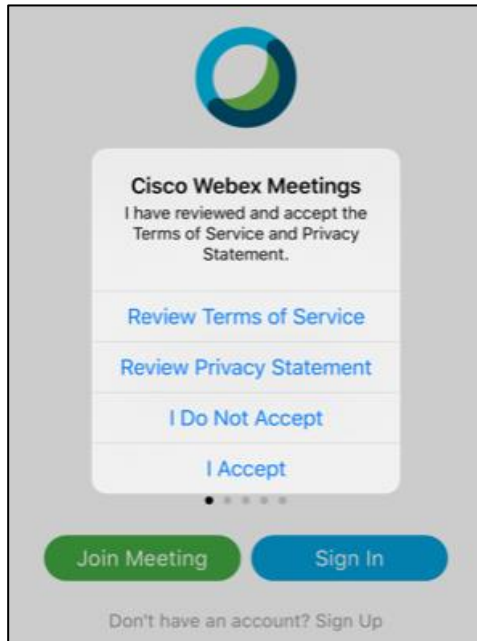 Cisco Webex Meetings
I have reviewed and accept the
Terms of Service and Privacy
Statement.
Review Terms of Service
Review Privacy Statement
I Do Not Accept
I Accept
Join Meeting
Sign In
Don't have an account? Sign Up